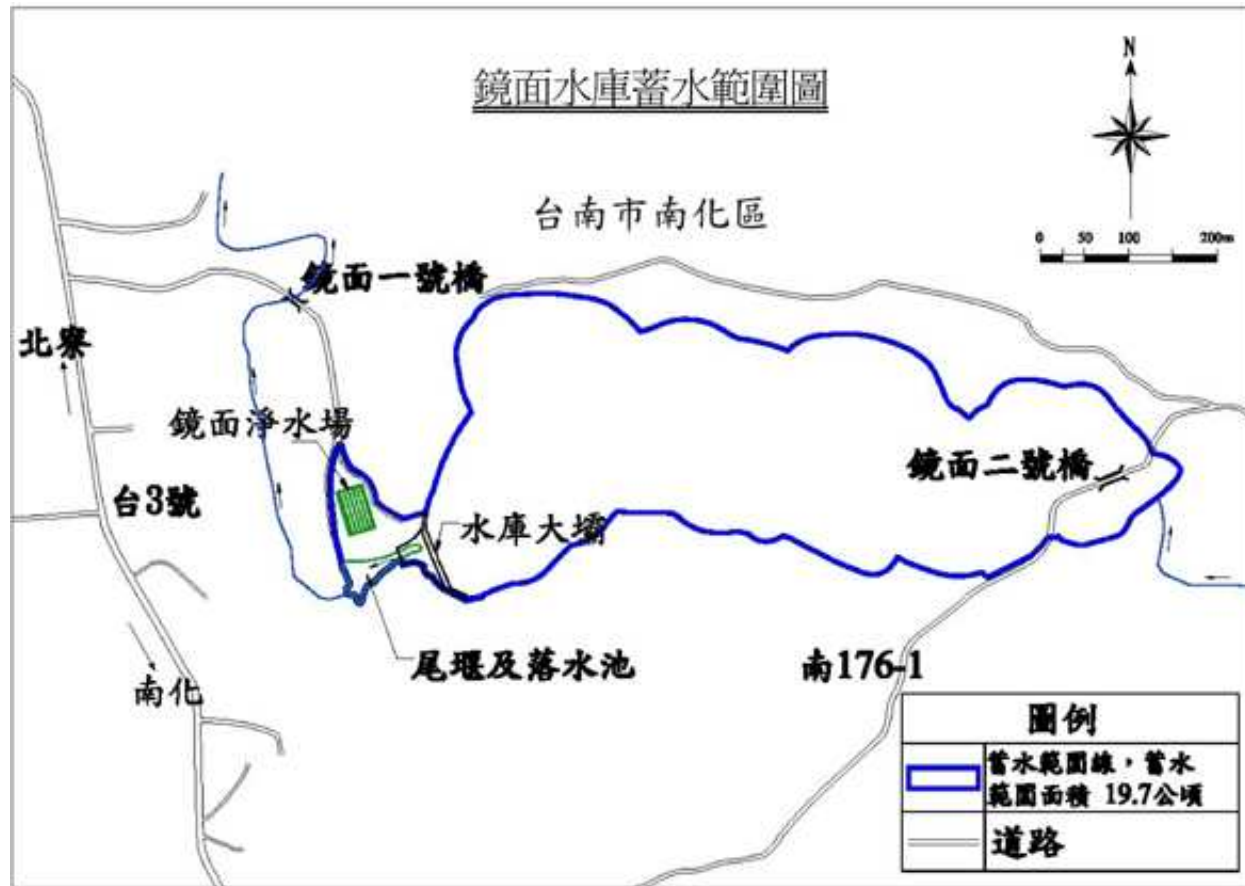 鏡面水庫蓄水範圍圖
N
台南市南化區
0 50 100 200m
鏡面一號橋
北寮
鏡面淨水場
鏡面二號橋
台3號
水庫大壩
尾堰及落水池
南176-1
南化
圖例
蓄水範圍線，蓄水
範圍面積 19.7公頃
道路